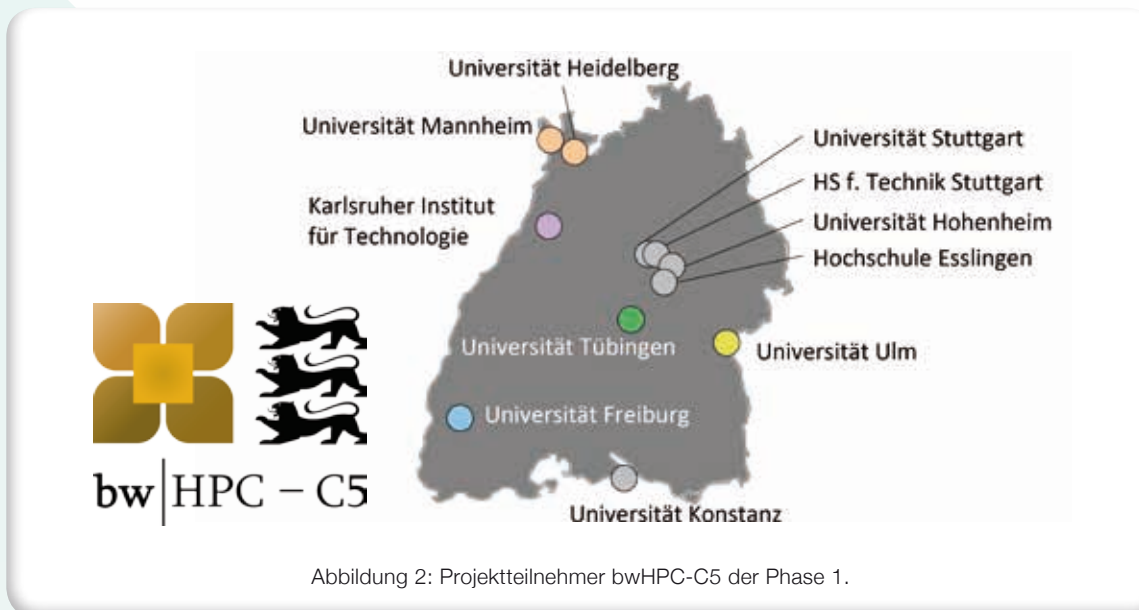 Universität Heidelberg
Universität Mannheim
Universität Stuttgart
HS f. Technik Stuttgart
Karlsruher Institut
für Technologie
Universität Hohenheim
Hochschule Esslingen
Universität Tübingen
Universität Ulm
Universität Freiburg
bw|HPC – C5
Universität Konstanz
Abbildung 2: Projektteilnehmer bwHPC-C5 der Phase 1.